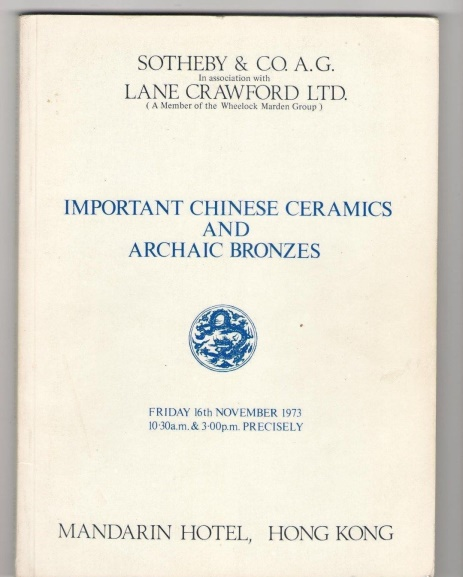 SOTHEBY & CO. A.G.
In association with
LANE CRAWFORD LTD.
( A Member of the Wheelock Marden Group )
IMPORTANT CHINESE CERAMICS
AND
ARCHAIC BRONZES
FRIDAY 16th NOVEMBER 1973
10·30a.m. & 3·00p.m. PRECISELY
MANDARIN HOTEL, HONG KONG